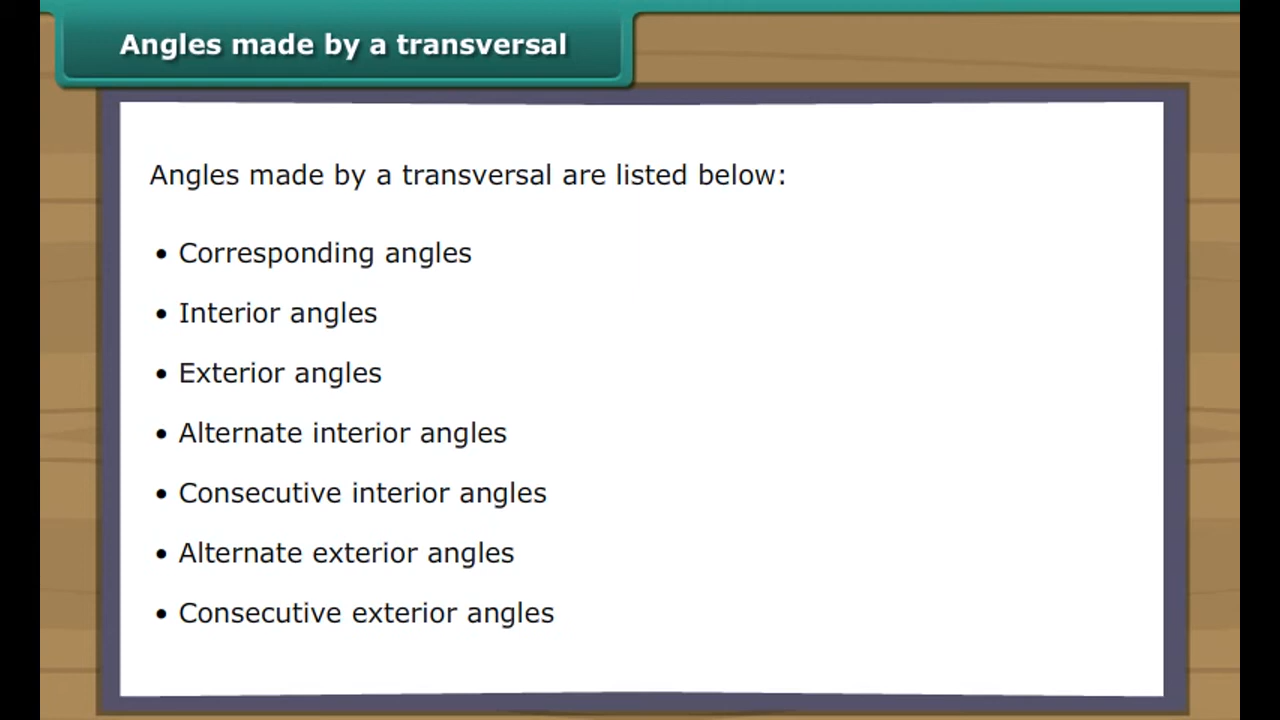 Angles made by a transversal
Angles made by a transversal are listed below:
• Corresponding angles
• Interior angles
• Exterior angles
• Alternate interior angles
• Consecutive interior angles
• Alternate exterior angles
• Consecutive exterior angles